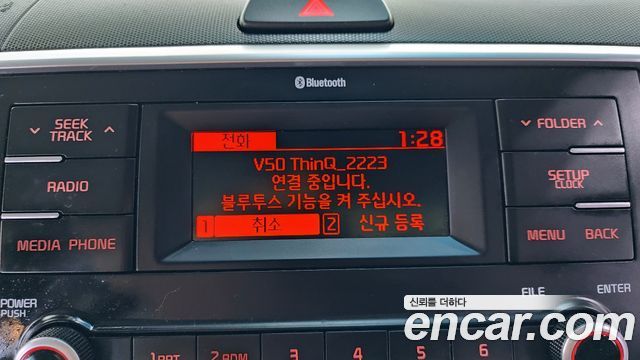 Bluetooth
SEEK
TRACK
RADIO
MEDIA PHONE
전화 1:28
V50 ThinQ_2223
연결 중입니다.
블루투스 기능을 켜 주십시오.
1 취소 2 신규 등록
FOLDER
SETUP
CLOCK
MENU BACK
POWER
PUSH
FILE ENTER
신뢰를 더하다
encar.com
1 RPT 2 RDM 3 4 5 6